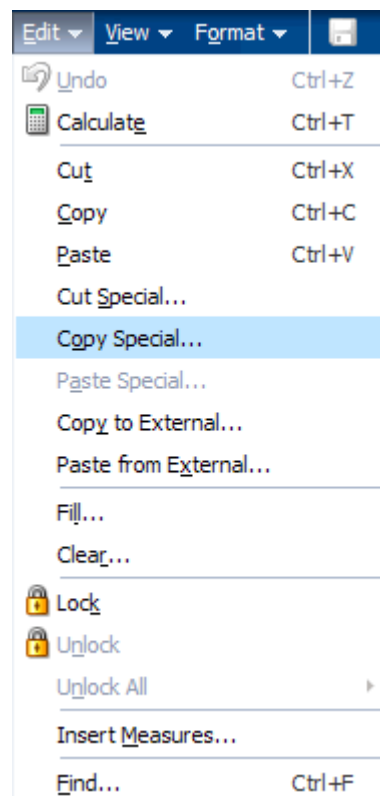 Edit View Format
Undo Ctrl+Z
Calculate Ctrl+T
Cut Ctrl+X
Copy Ctrl+C
Paste Ctrl+V
Cut Special...
Copy Special...
Paste Special...
Copy to External...
Paste from External...
Fill...
Clear...
Lock
Unlock
Unlock All
Insert Measures...
Find... Ctrl+F